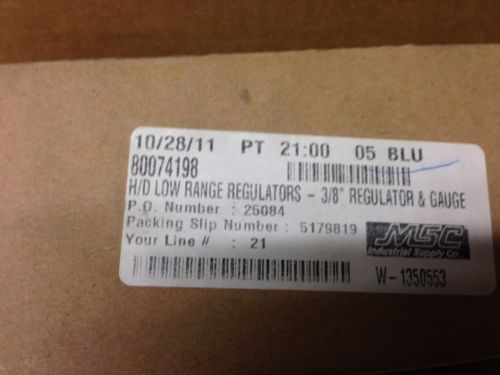 10/28/11 PT 21:00 05 BLU
80074198
H/D LOW RANGE REGULATORS - 3/8" REGULATOR & GAUGE
P.O. Number : 25084
Packing Slip Number : 5179819
Your Line # : 21
MSC
Industrial Supply Co.
W-1350553